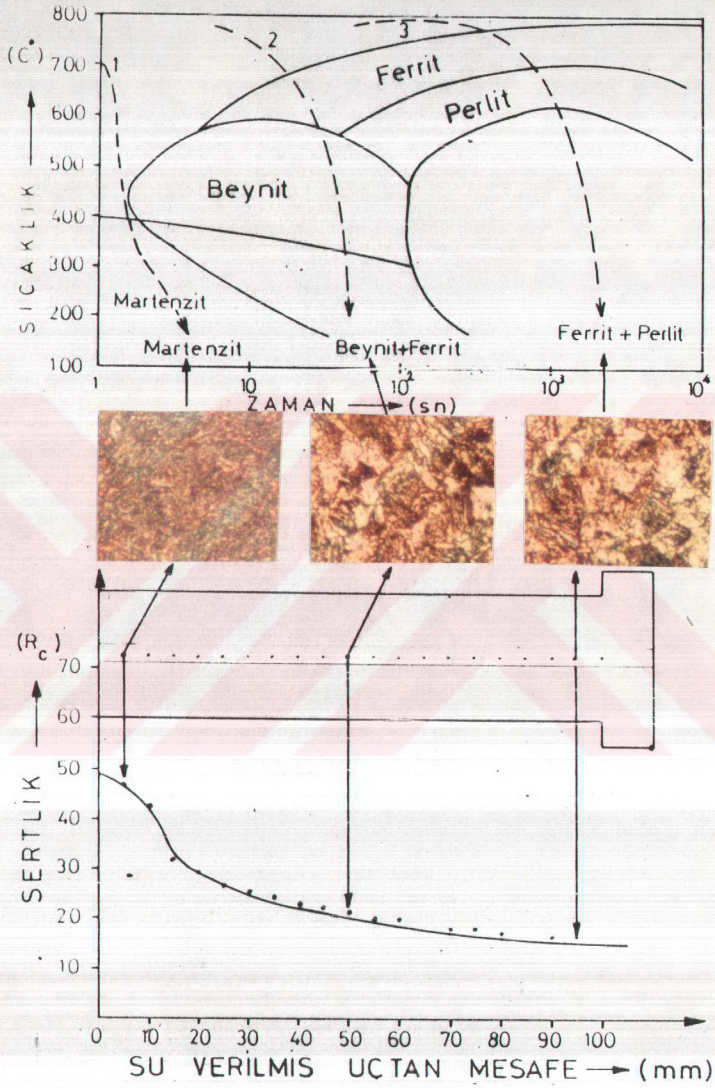 800
(C°)
700
600
500
400
300
200
100
SICAKLIK
1
2
3
Ferrit
Perlit
Beynit
Martenzit
Martenzit
Beynit+Ferrit
Ferrit + Perlit
1 10 10² 10³ 10⁴
ZAMAN (sn)
(Rc)
70
60
50
40
30
20
10
SERTLIK
0 10 20 30 40 50 60 70 80 90 100
SU VERILMIS UÇTAN MESAFE (mm)